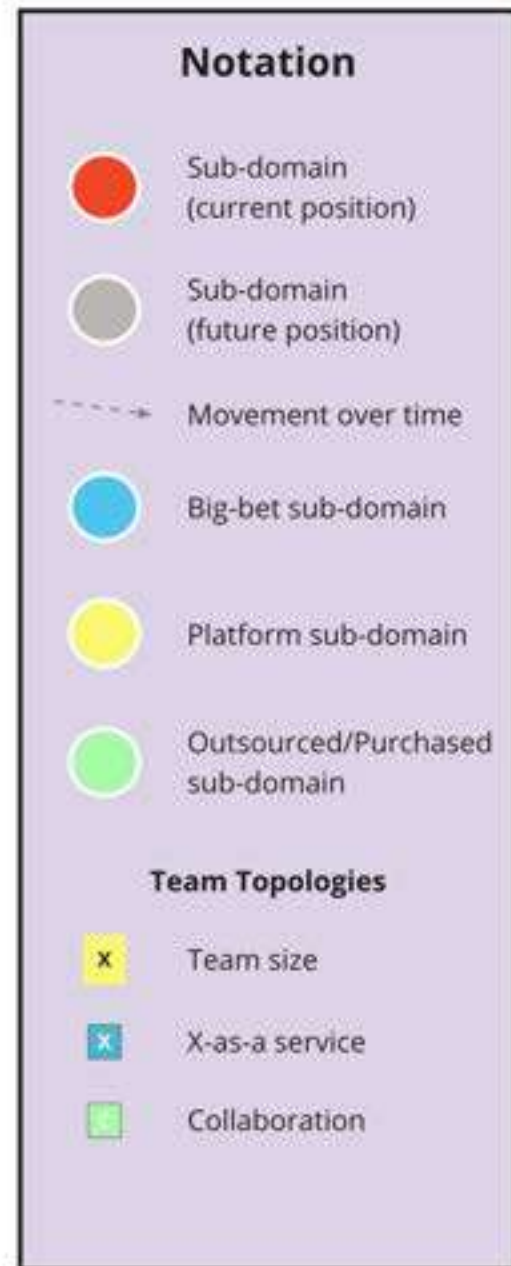 Notation
Sub-domain
(current position)
Sub-domain
(future position)
Movement over time
Big-bet sub-domain
Platform sub-domain
Outsourced/Purchased
sub-domain
Team Topologies
X Team size
X X-as-a service
Collaboration